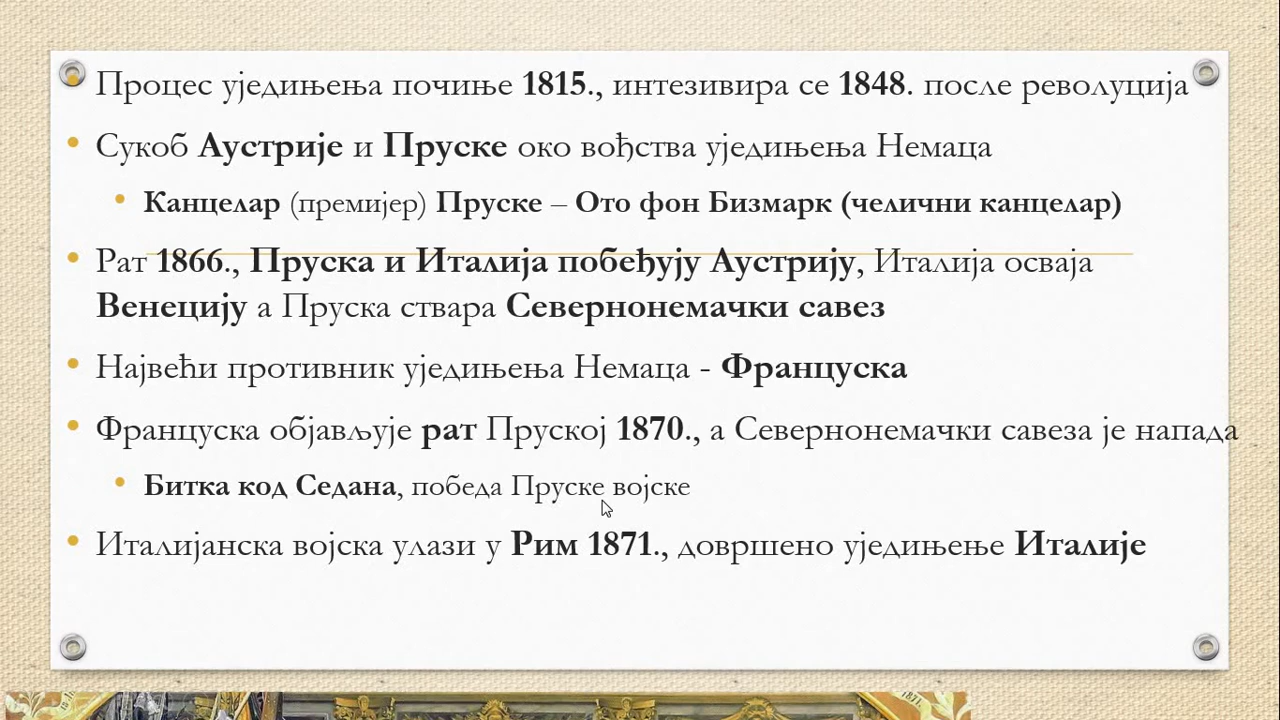 Процес уједињења почиње 1815., интезивира се 1848. после револуција
Сукоб Аустрије и Пруске око вођства уједињења Немаца
Канцелар (премијер) Пруске – Ото фон Бизмарк (челични канцелар)
Рат 1866., Пруска и Италија побеђују Аустрију, Италија осваја
Венецију а Пруска ствара Севернонемачки савез
Највећи противник уједињења Немаца - Француска
Француска објављује рат Пруској 1870., а Севернонемачки савеза је напада
Битка код Седана, победа Пруске војске
Италијанска војска улази у Рим 1871., довршено уједињење Италије